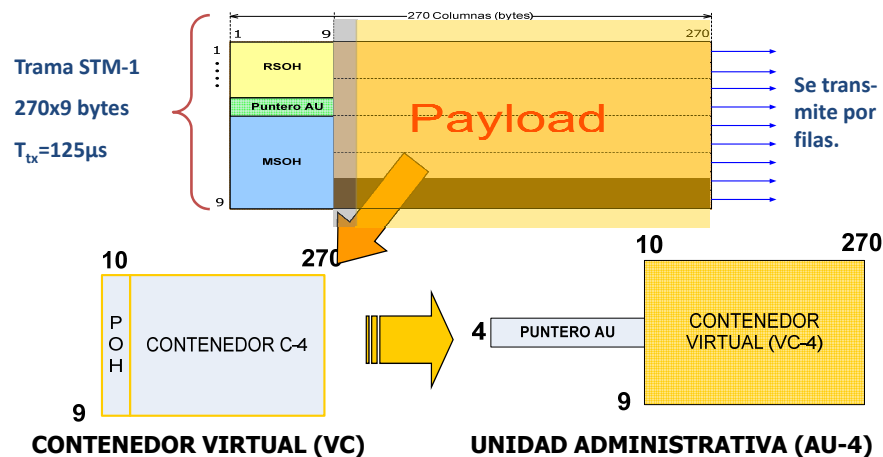 270 Columnas (bytes)
1 9 270
1
Trama STM-1
270x9 bytes
Ttx=125μs
RSOH
Puntero AU
MSOH
9
Payload
Se trans-
mite por
filas.
10 270
POH
CONTENEDOR C-4
9
CONTENEDOR VIRTUAL (VC)
10 270
4
PUNTERO AU
CONTENEDOR
VIRTUAL (VC-4)
9
UNIDAD ADMINISTRATIVA (AU-4)